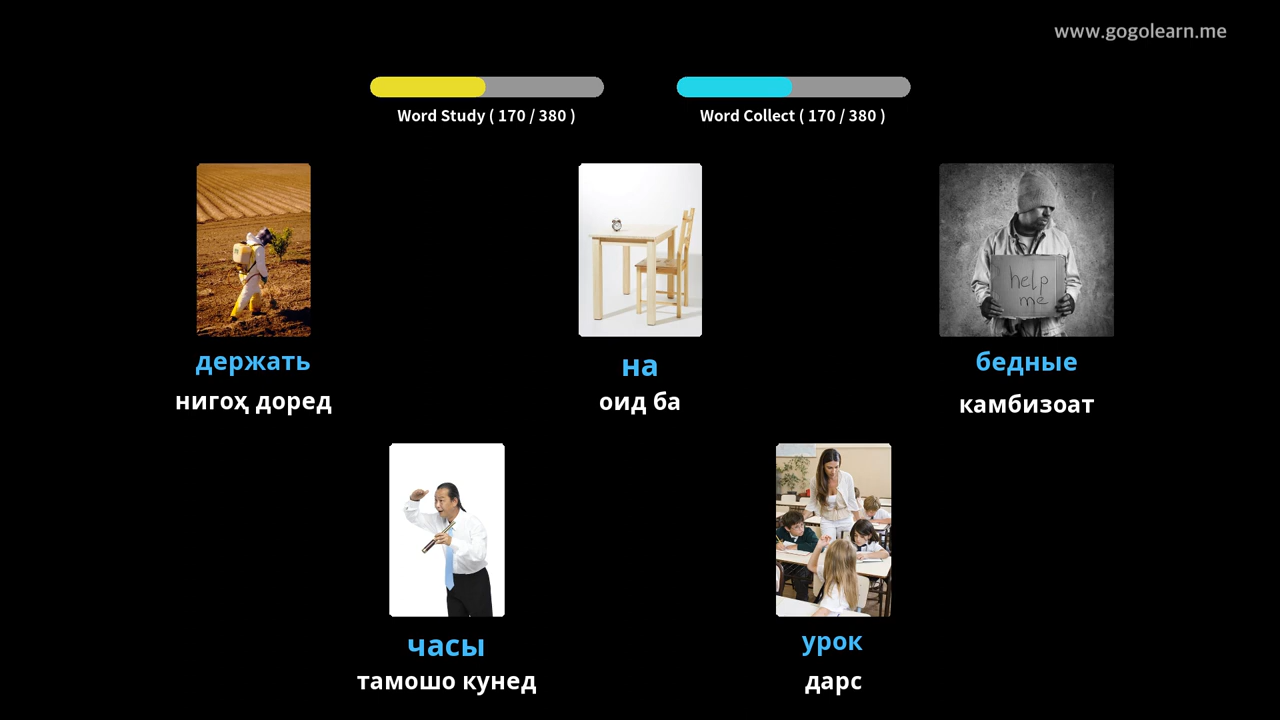 www.gogolearn.me
Word Study ( 170 / 380 )
Word Collect ( 170 / 380 )
help
me
держать
нигоҳ доред
на
оид ба
бедные
камбизоат
часы
тамошо кунед
урок
дарс